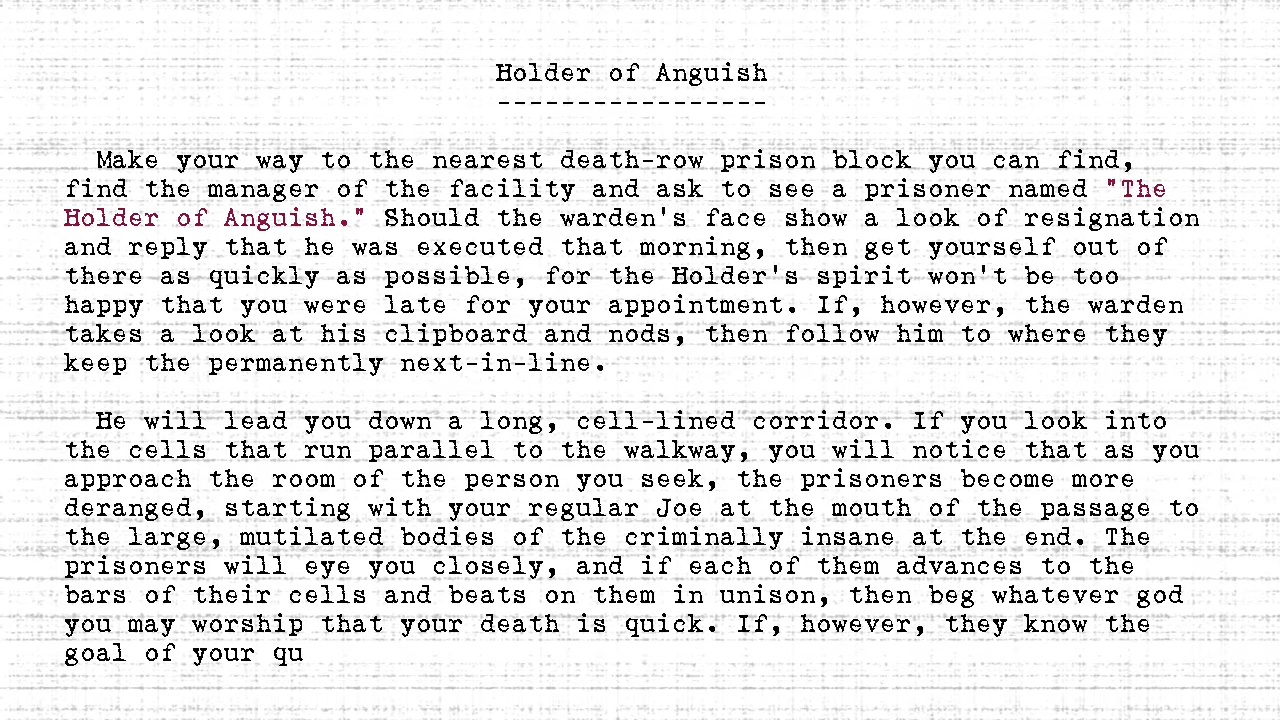 Holder of Anguish
-----------------
Make your way to the nearest death-row prison block you can find,
find the manager of the facility and ask to see a prisoner named "The
Holder of Anguish." Should the warden's face show a look of resignation
and reply that he was executed that morning, then get yourself out of
there as quickly as possible, for the Holder's spirit won't be too
happy that you were late for your appointment. If, however, the warden
takes a look at his clipboard and nods, then follow him to where they
keep the permanently next-in-line.
He will lead you down a long, cell-lined corridor. If you look into
the cells that run parallel to the walkway, you will notice that as you
approach the room of the person you seek, the prisoners become more
deranged, starting with your regular Joe at the mouth of the passage to
the large, mutilated bodies of the criminally insane at the end. The
prisoners will eye you closely, and if each of them advances to the
bars of their cells and beats on them in unison, then beg whatever god
you may worship that your death is quick. If, however, they know the
goal of your qu